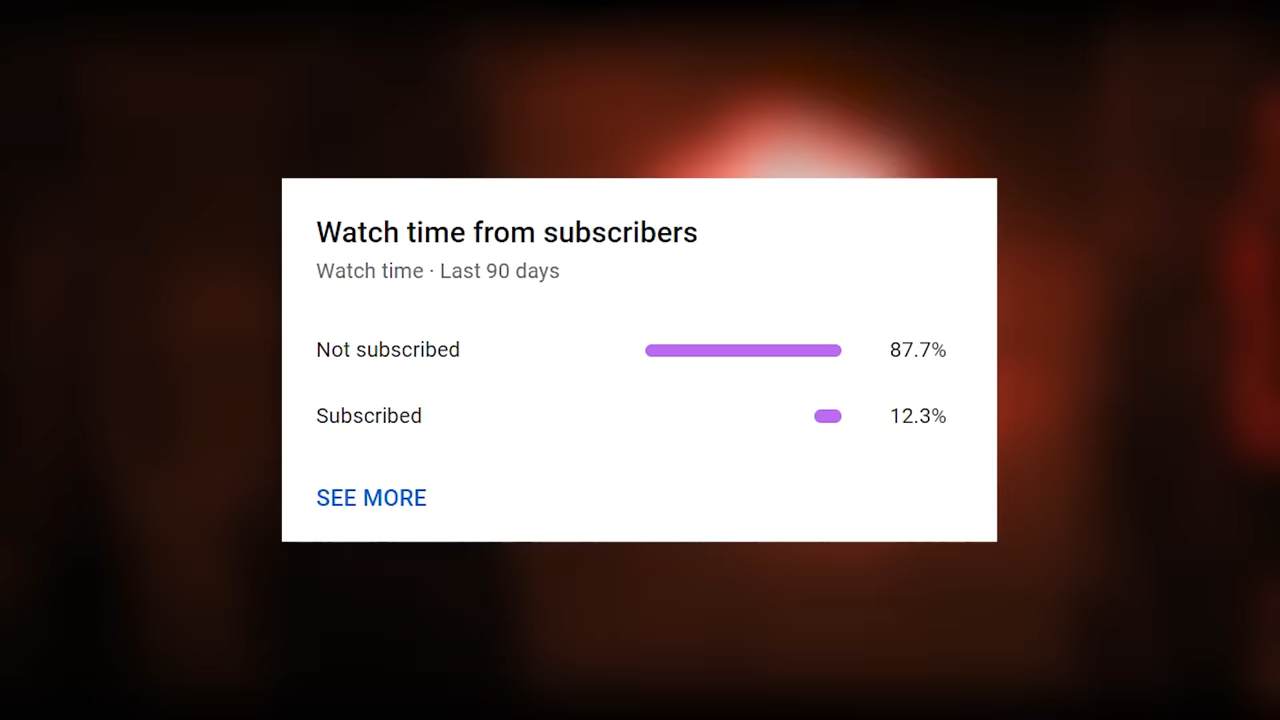 Watch time from subscribers
Watch time · Last 90 days
Not subscribed 87.7%
Subscribed 12.3%
SEE MORE